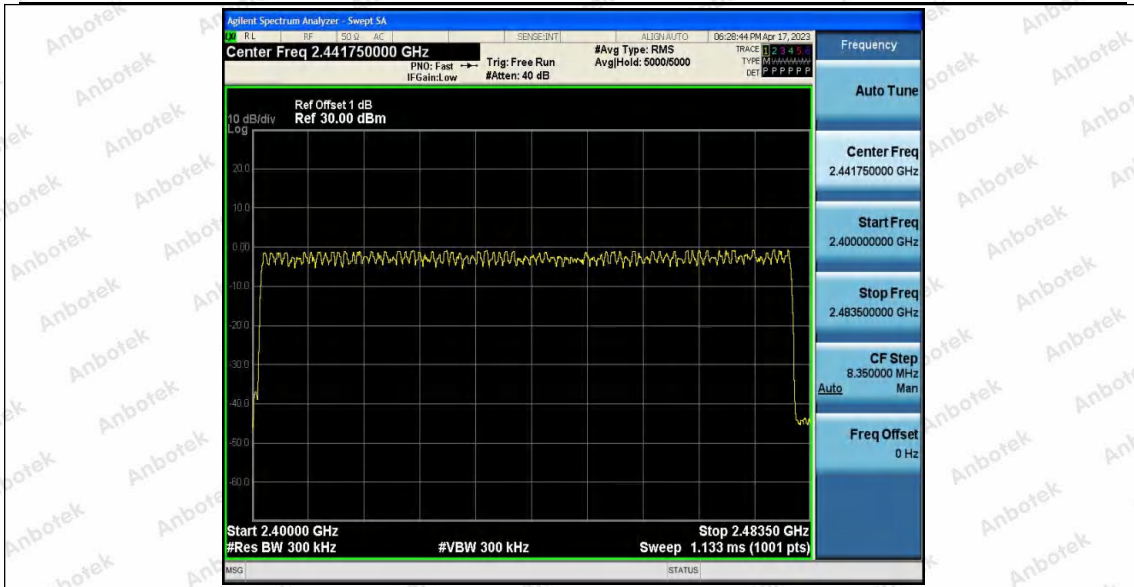 Agilent Spectrum Analyzer - Swept SA
RL RF 50 Ω AC SENSE:INT ALIGN AUTO 06:28:44 PM Apr 17, 2023
Center Freq 2.441750000 GHz
PNO: Fast
IFGain:Low
Trig: Free Run
#Atten: 40 dB
#Avg Type: RMS
Avg|Hold: 5000/5000
TRACE 1 2 3 4 5 6
TYPE M
DET P P P P P P
Ref Offset 1 dB
10 dB/div Ref 30.00 dBm
Log
20.0
10.0
0.00
-10.0
-20.0
-30.0
-40.0
-50.0
-60.0
Start 2.40000 GHz Stop 2.48350 GHz
#Res BW 300 kHz #VBW 300 kHz Sweep 1.133 ms (1001 pts)
MSG STATUS
Frequency
Auto Tune
Center Freq
2.441750000 GHz
Start Freq
2.400000000 GHz
Stop Freq
2.483500000 GHz
CF Step
8.350000 MHz
Auto Man
Freq Offset
0 Hz
Anbotek